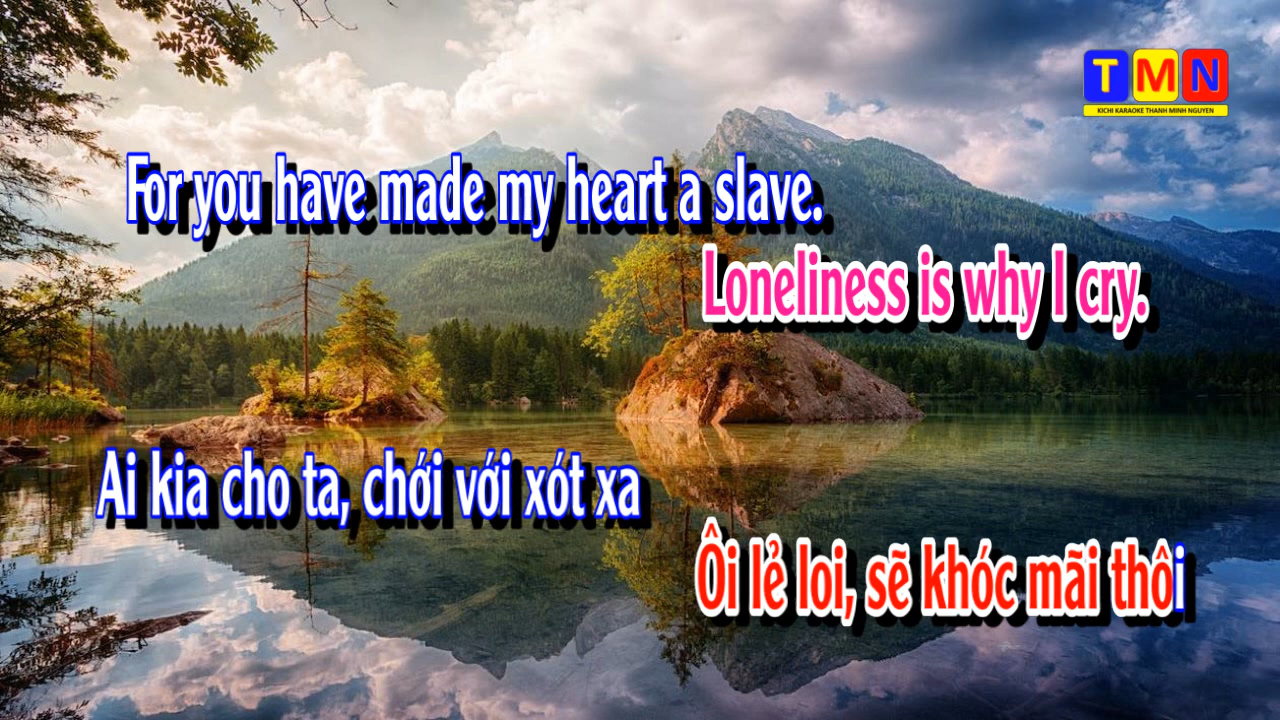 TMN
KICHI KARAOKE THANH MINH NGUYEN
For you have made my heart a slave.
Loneliness is why I cry.
Ai kia cho ta, chới với xót xa
Ôi lẻ loi, sẽ khóc mãi thôi